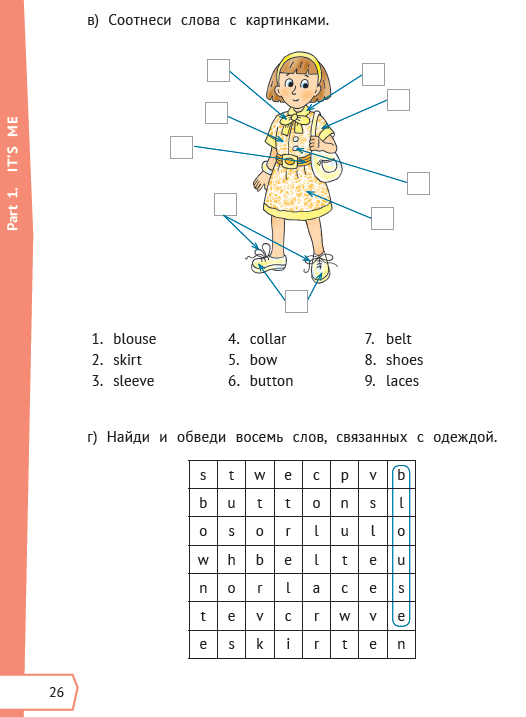 в) Соотнеси слова с картинками.
Part 1. IT'S ME
1. blouse 4. collar 7. belt
2. skirt 5. bow 8. shoes
3. sleeve 6. button 9. laces
г) Найди и обведи восемь слов, связанных с одеждой.
s t w e c p v b
b u t t o n s l
o s o r l u l o
w h b e l t e u
n o r l a c e s
t e v c r w v e
e s k i r t e n
26